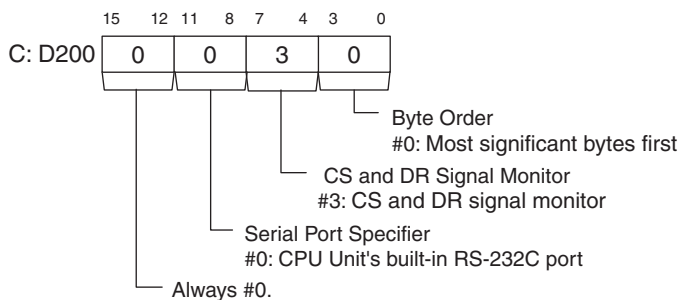 15 12 11 8 7 4 3 0
C: D200 0 0 3 0
Byte Order
#0: Most significant bytes first
CS and DR Signal Monitor
#3: CS and DR signal monitor
Serial Port Specifier
#0: CPU Unit's built-in RS-232C port
Always #0.